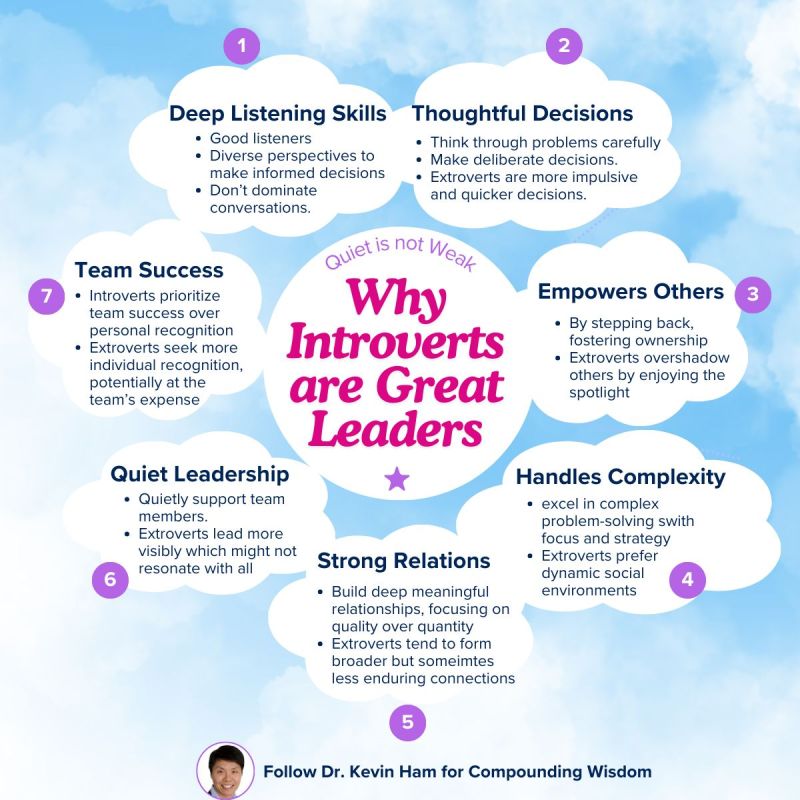 Quiet is not Weak
Why
Introverts
are Great
Leaders
1
Deep Listening Skills
• Good listeners
• Diverse perspectives to
make informed decisions
• Don't dominate
conversations.
2
Thoughtful Decisions
• Think through problems carefully
• Make deliberate decisions.
• Extroverts are more impulsive
and quicker decisions.
3
Empowers Others
• By stepping back,
fostering ownership
• Extroverts overshadow
others by enjoying the
spotlight
4
Handles Complexity
• excel in complex
problem-solving swith
focus and strategy
• Extroverts prefer
dynamic social
environments
5
Strong Relations
• Build deep meaningful
relationships, focusing on
quality over quantity
• Extroverts tend to form
broader but someimtes
less enduring connections
6
Quiet Leadership
• Quietly support team
members.
• Extroverts lead more
visibly which might not
resonate with all
7
Team Success
• Introverts prioritize
team success over
personal recognition
• Extroverts seek more
individual recognition,
potentially at the
team's expense
Follow Dr. Kevin Ham for Compounding Wisdom